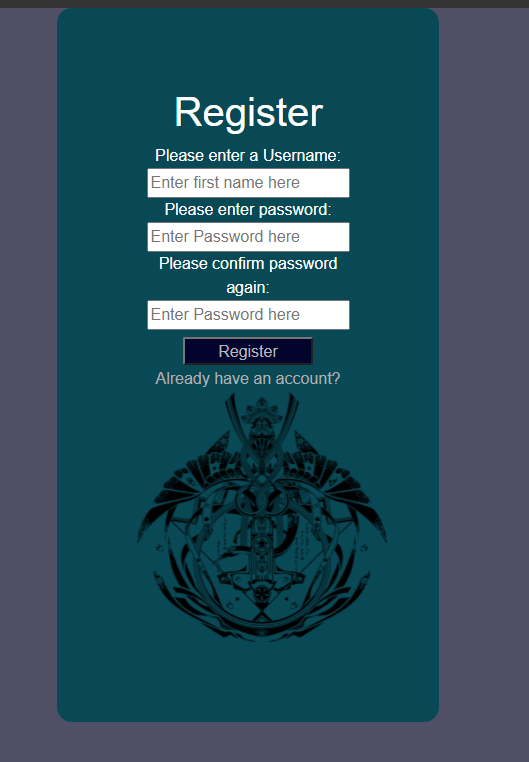 Register
Please enter a Username:
Enter first name here
Please enter password:
Enter Password here
Please confirm password
again:
Enter Password here
Register
Already have an account?